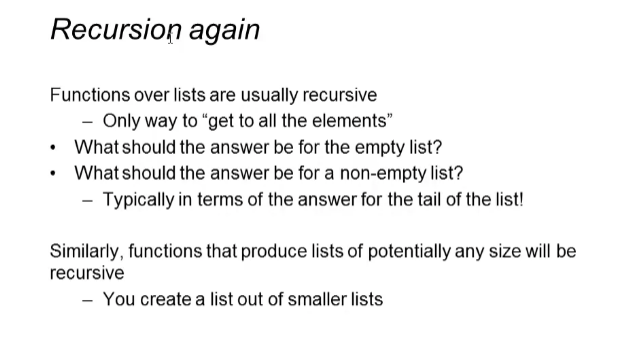 Recursion again
Functions over lists are usually recursive
– Only way to “get to all the elements”
• What should the answer be for the empty list?
• What should the answer be for a non-empty list?
– Typically in terms of the answer for the tail of the list!
Similarly, functions that produce lists of potentially any size will be
recursive
– You create a list out of smaller lists